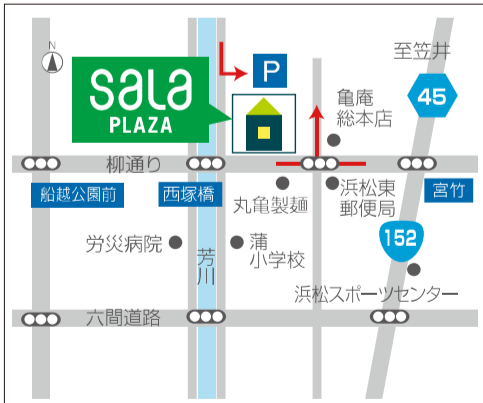 N
至笠井
P
sala
PLAZA
45
亀庵
総本店
柳通り
船越公園前
西塚橋
丸亀製麺
浜松東
郵便局
宮竹
152
労災病院
芳川
蒲
小学校
浜松スポーツセンター
六間道路